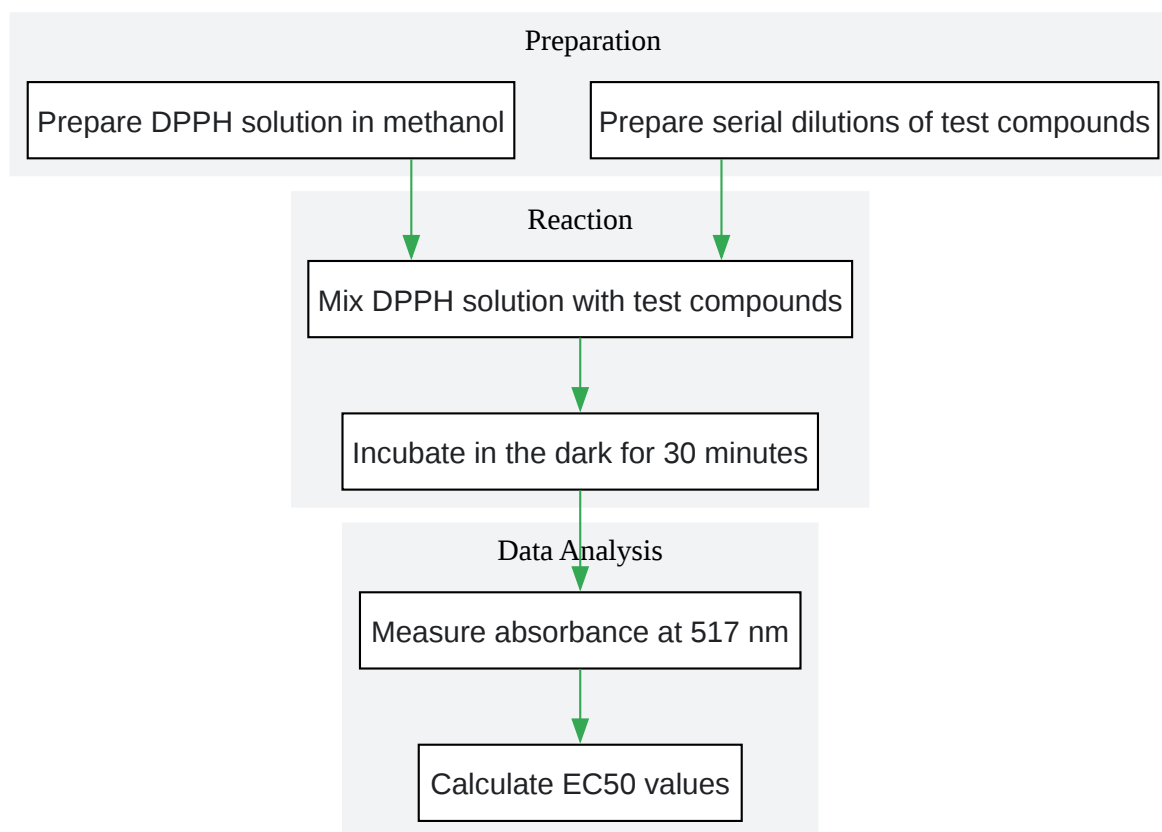 Preparation
Prepare DPPH solution in methanol
Prepare serial dilutions of test compounds
Reaction
Mix DPPH solution with test compounds
Incubate in the dark for 30 minutes
Data Analysis
Measure absorbance at 517 nm
Calculate EC50 values